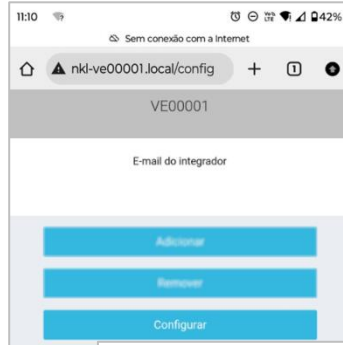 11:10 42%
Sem conexão com a Internet
nkl-ve00001.local/config 1
VE00001
E-mail do integrador
Adicionar
Remover
Configurar